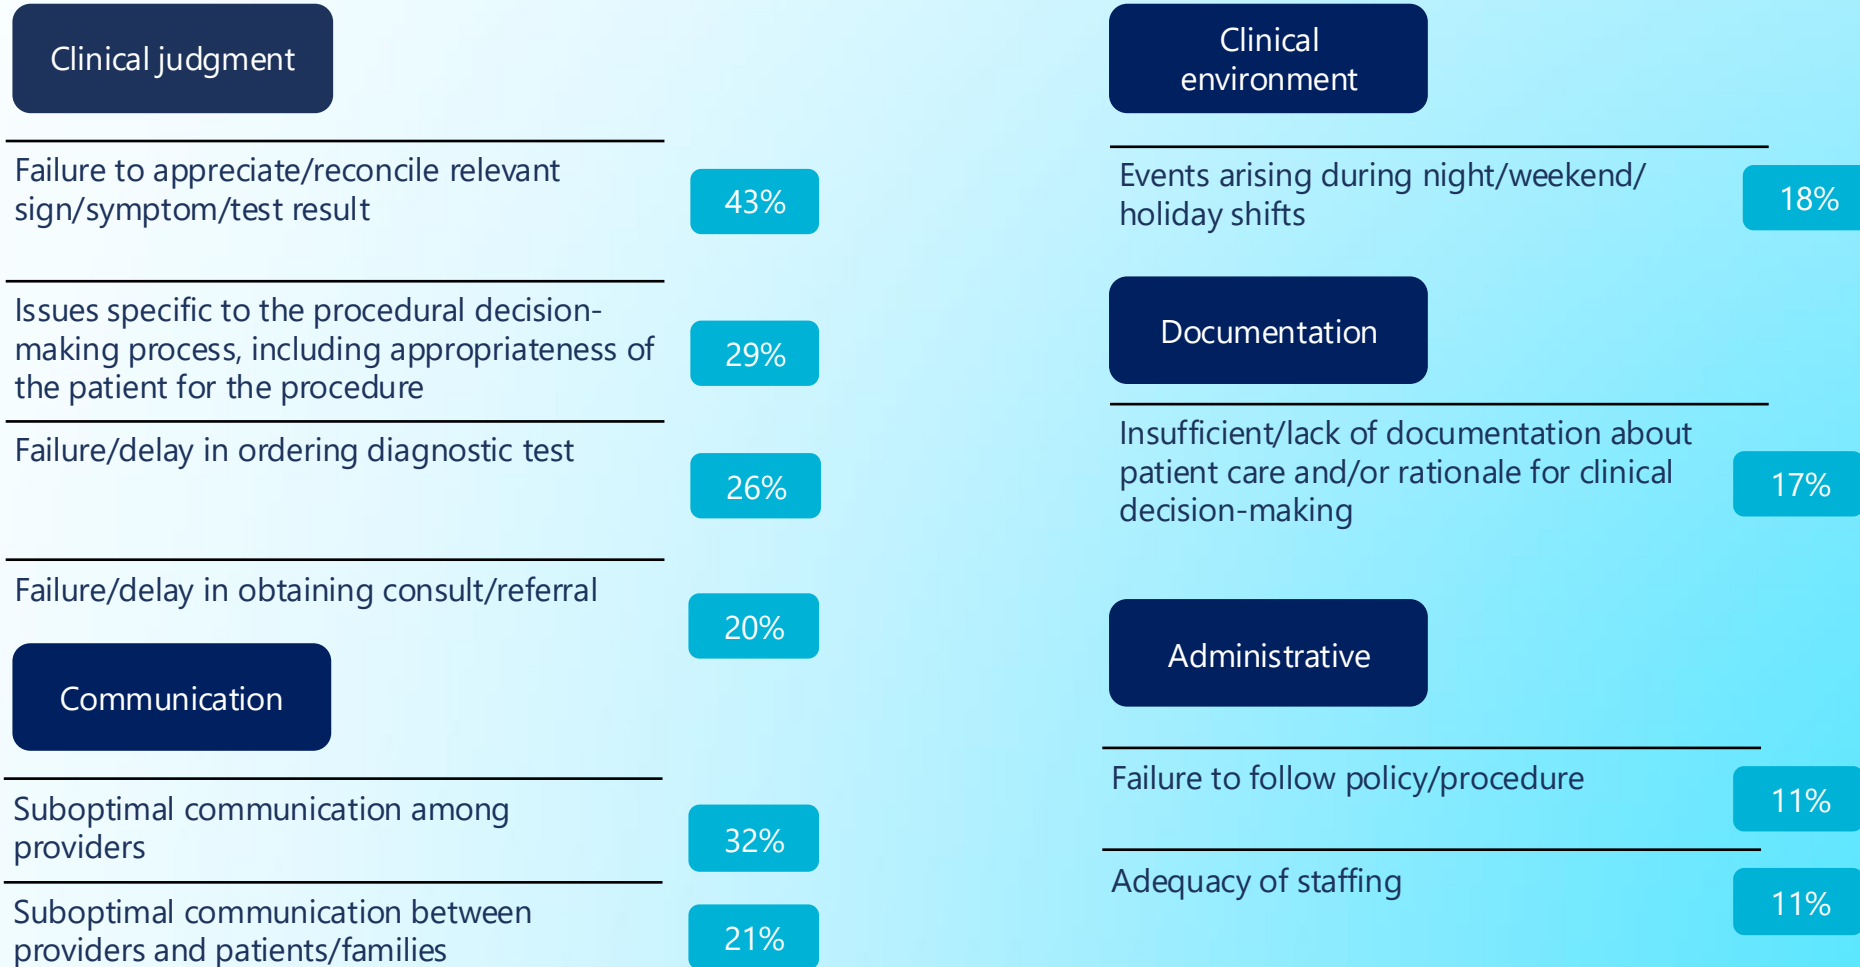 Clinical judgment
Failure to appreciate/reconcile relevant
sign/symptom/test result
43%
Issues specific to the procedural decision-
making process, including appropriateness of
the patient for the procedure
29%
Failure/delay in ordering diagnostic test
26%
Failure/delay in obtaining consult/referral
20%
Communication
Suboptimal communication among
providers
32%
Suboptimal communication between
providers and patients/families
21%
Clinical
environment
Events arising during night/weekend/
holiday shifts
18%
Documentation
Insufficient/lack of documentation about
patient care and/or rationale for clinical
decision-making
17%
Administrative
Failure to follow policy/procedure
11%
Adequacy of staffing
11%